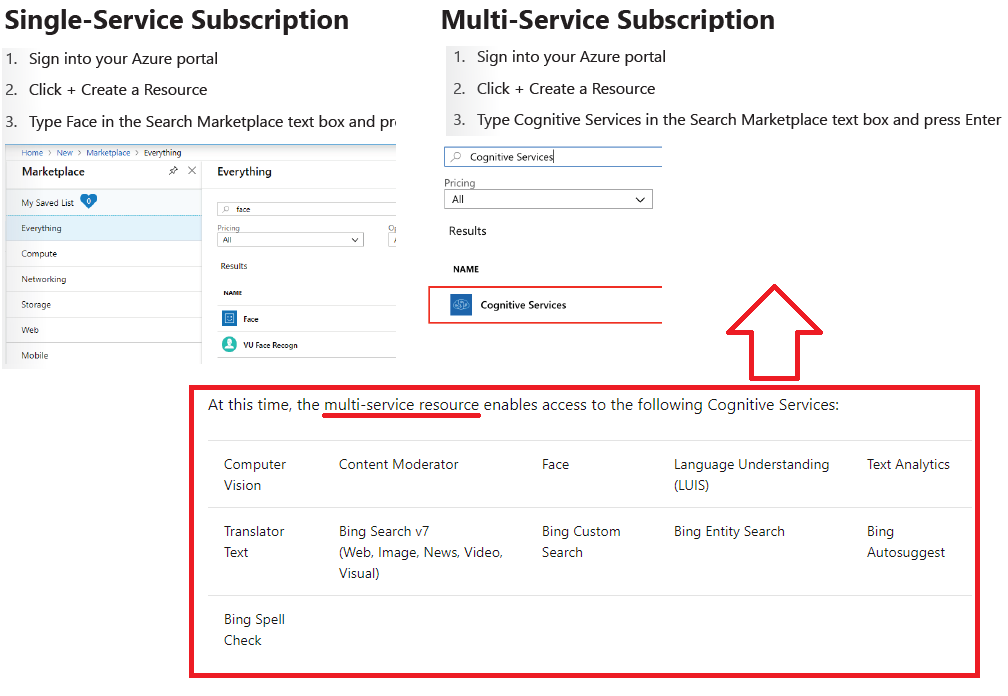 Single-Service Subscription
1. Sign into your Azure portal
2. Click + Create a Resource
3. Type Face in the Search Marketplace text box and pre
Home > New > Marketplace > Everything
Marketplace
My Saved List 0
Everything
Compute
Networking
Storage
Web
Mobile
Everything
face
Pricing
All
Results
NAME
Face
VU Face Recogn
Multi-Service Subscription
1. Sign into your Azure portal
2. Click + Create a Resource
3. Type Cognitive Services in the Search Marketplace text box and press Enter
Cognitive Services
Pricing
All
Results
NAME
Cognitive Services
At this time, the multi-service resource enables access to the following Cognitive Services:
Computer
Vision
Content Moderator
Face
Language Understanding
(LUIS)
Text Analytics
Translator
Text
Bing Search v7
(Web, Image, News, Video,
Visual)
Bing Custom
Search
Bing Entity Search
Bing
Autosuggest
Bing Spell
Check